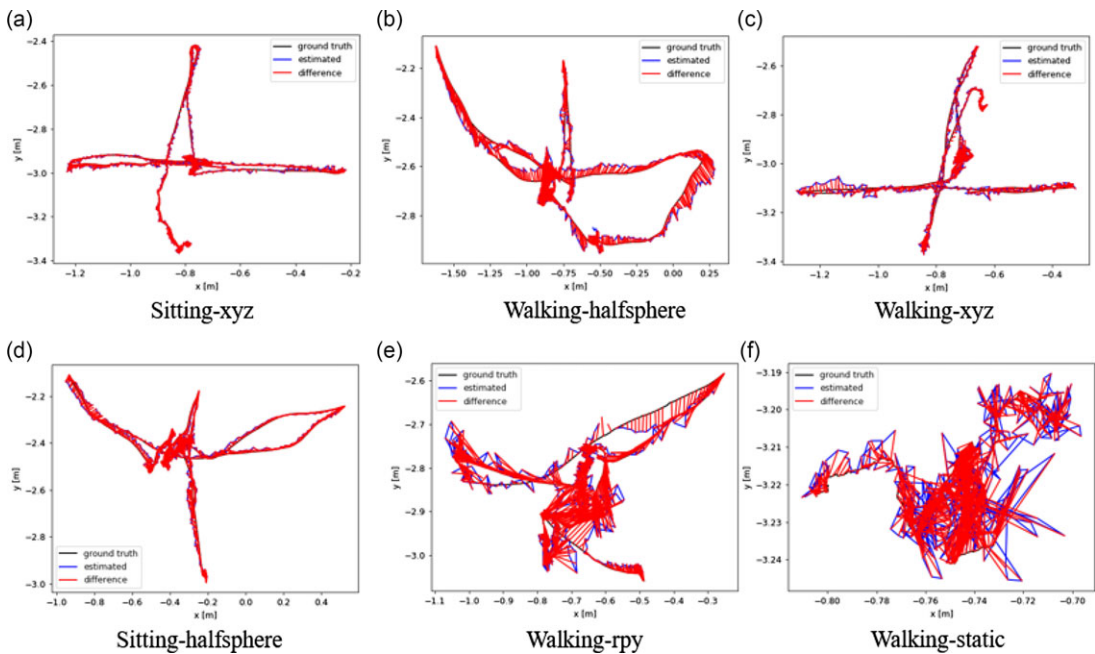 (a)
−2.4
−2.6
−2.8
−3.0
−3.2
−3.4
y [m]
ground truth
estimated
difference
−1.2 −1.0 −0.8 −0.6 −0.4 −0.2
x [m]
Sitting-xyz
(b)
−2.2
−2.4
−2.6
−2.8
y [m]
ground truth
estimated
difference
−1.50 −1.25 −1.00 −0.75 −0.50 −0.25 0.00 0.25
x [m]
Walking-halfsphere
(c)
−2.6
−2.8
−3.0
−3.2
−3.4
y [m]
ground truth
estimated
difference
−1.2 −1.0 −0.8 −0.6 −0.4
x [m]
Walking-xyz
(d)
−2.2
−2.4
−2.6
−2.8
−3.0
y [m]
ground truth
estimated
difference
−1.0 −0.8 −0.6 −0.4 −0.2 0.0 0.2 0.4
x [m]
Sitting-halfsphere
(e)
−2.6
−2.7
−2.8
−2.9
−3.0
y [m]
ground truth
estimated
difference
−1.1 −1.0 −0.9 −0.8 −0.7 −0.6 −0.5 −0.4 −0.3
x [m]
Walking-rpy
(f)
−3.19
−3.20
−3.21
−3.22
−3.23
−3.24
y [m]
ground truth
estimated
difference
−0.80 −0.78 −0.76 −0.74 −0.72 −0.70
x [m]
Walking-static